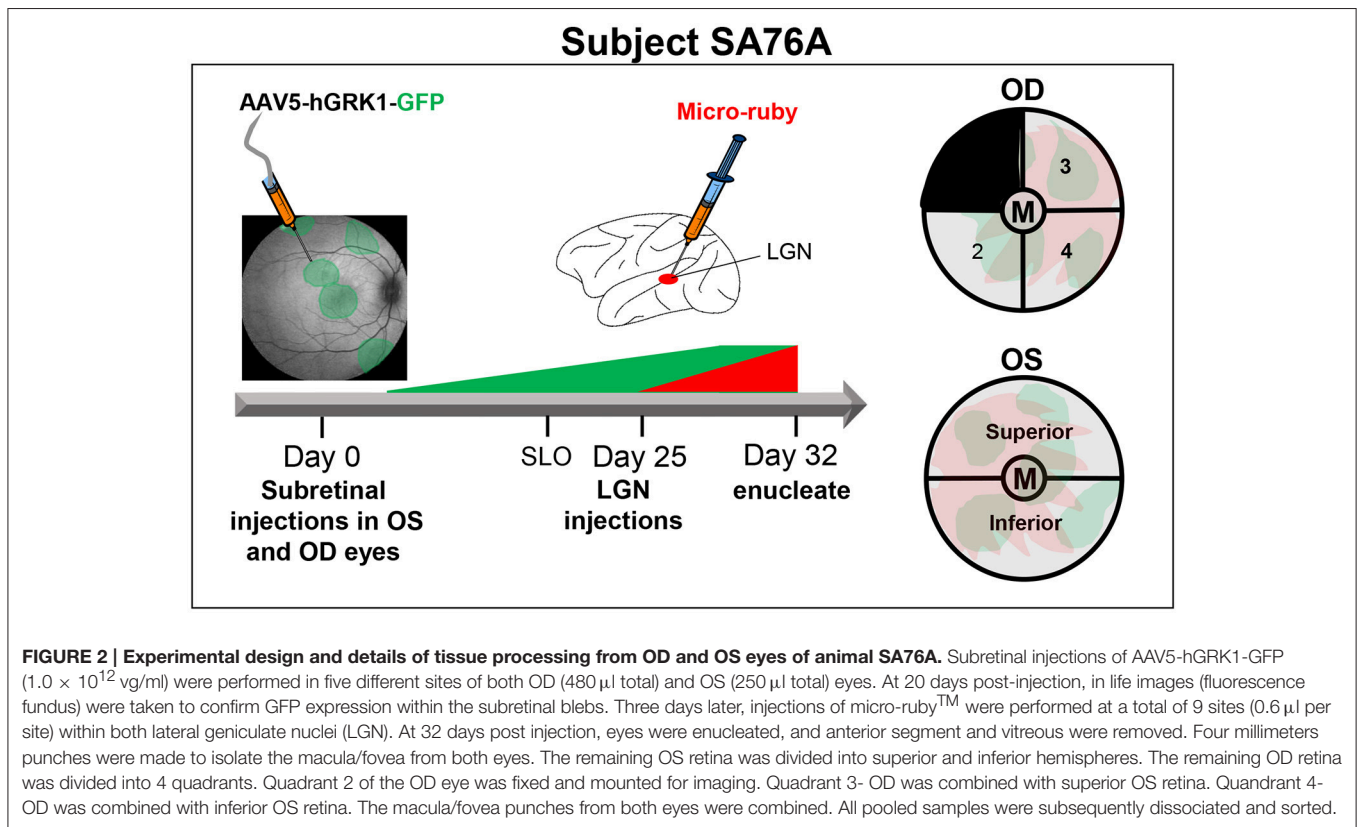 Subject SA76A
AAV5-hGRK1-GFP
Micro-ruby
LGN
OD
3
M
2
4
OS
Superior
M
Inferior
Day 0
Subretinal
injections in OS
and OD eyes
SLO
Day 25
LGN
injections
Day 32
enucleate
FIGURE 2 | Experimental design and details of tissue processing from OD and OS eyes of animal SA76A. Subretinal injections of AAV5-hGRK1-GFP
(1.0 × 10¹² vg/ml) were performed in five different sites of both OD (480 μl total) and OS (250 μl total) eyes. At 20 days post-injection, in life images (fluorescence
fundus) were taken to confirm GFP expression within the subretinal blebs. Three days later, injections of micro-ruby™ were performed at a total of 9 sites (0.6 μl per
site) within both lateral geniculate nuclei (LGN). At 32 days post injection, eyes were enucleated, and anterior segment and vitreous were removed. Four millimeters
punches were made to isolate the macula/fovea from both eyes. The remaining OS retina was divided into superior and inferior hemispheres. The remaining OD retina
was divided into 4 quadrants. Quadrant 2 of the OD eye was fixed and mounted for imaging. Quadrant 3- OD was combined with superior OS retina. Quandrant 4-
OD was combined with inferior OS retina. The macula/fovea punches from both eyes were combined. All pooled samples were subsequently dissociated and sorted.